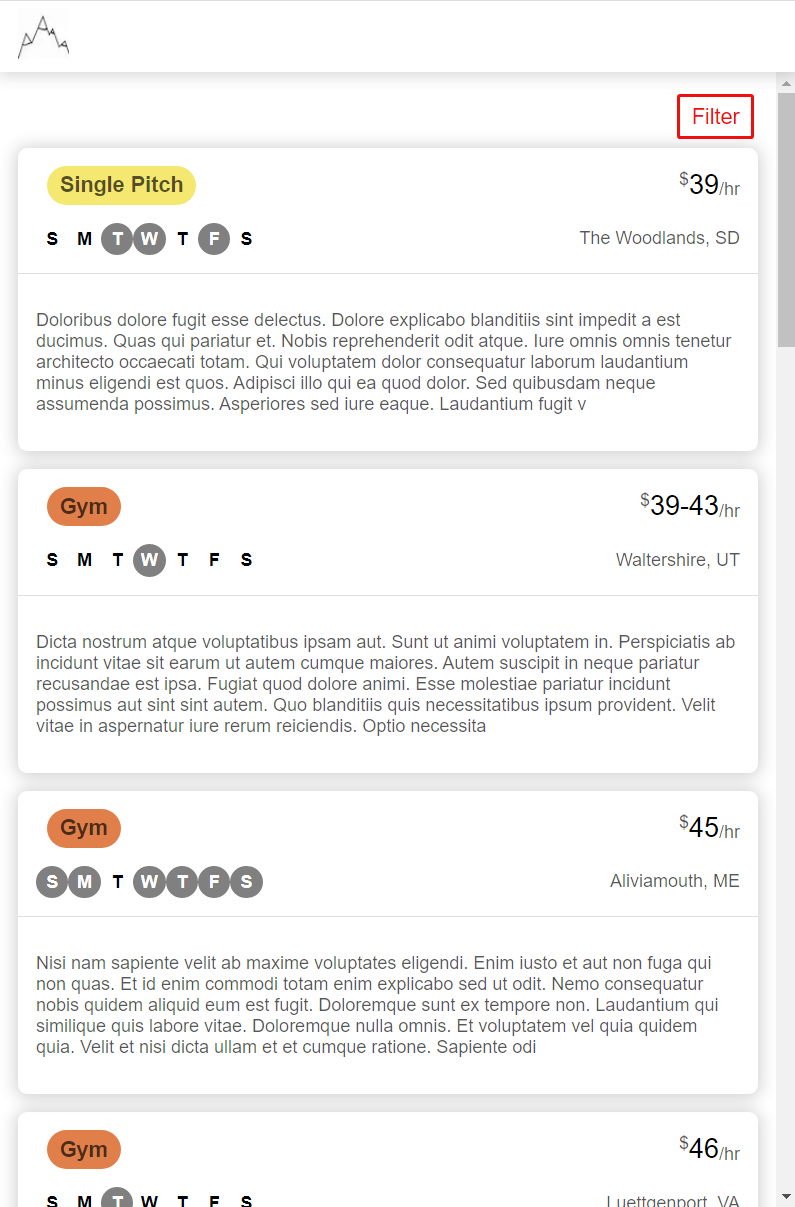 Filter
Single Pitch
$39/hr
S M T W T F S
The Woodlands, SD
Doloribus dolore fugit esse delectus. Dolore explicabo blanditiis sint impedit a est
ducimus. Quas qui pariatur et. Nobis reprehenderit odit atque. Iure omnis omnis tenetur
architecto occaecati totam. Qui voluptatem dolor consequatur laborum laudantium
minus eligendi est quos. Adipisci illo qui ea quod dolor. Sed quibusdam neque
assumenda possimus. Asperiores sed iure eaque. Laudantium fugit v
Gym
$39-43/hr
S M T W T F S
Waltershire, UT
Dicta nostrum atque voluptatibus ipsam aut. Sunt ut animi voluptatem in. Perspiciatis ab
incidunt vitae sit earum ut autem cumque maiores. Autem suscipit in neque pariatur
recusandae est ipsa. Fugiat quod dolore animi. Esse molestiae pariatur incidunt
possimus aut sint sint autem. Quo blanditiis quis necessitatibus ipsum provident. Velit
vitae in aspernatur iure rerum reiciendis. Optio necessita
Gym
$45/hr
S M T W T F S
Aliviamouth, ME
Nisi nam sapiente velit ab maxime voluptates eligendi. Enim iusto et aut non fuga qui
non quas. Et id enim commodi totam enim explicabo sed ut odit. Nemo consequatur
nobis quidem aliquid eum est fugit. Doloremque sunt ex tempore non. Laudantium qui
similique quis labore vitae. Doloremque nulla omnis. Et voluptatem vel quia quidem
quia. Velit et nisi dicta ullam et et cumque ratione. Sapiente odi
Gym
$46/hr
S M T W T F S
Luettgenport, VA